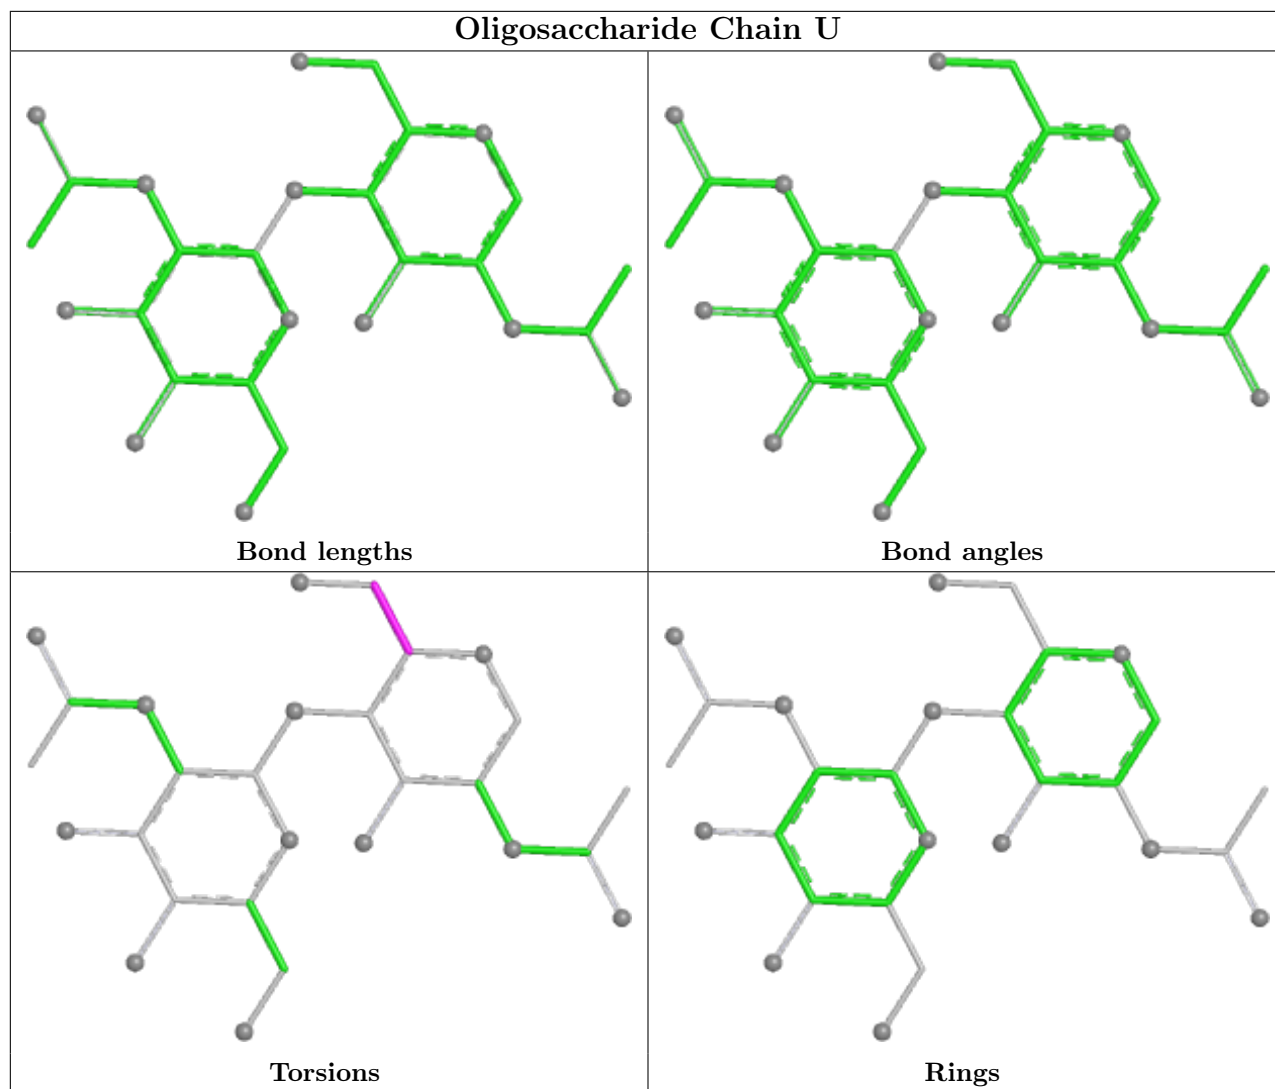 Oligosaccharide Chain U
Bond lengths
Bond angles
Torsions
Rings